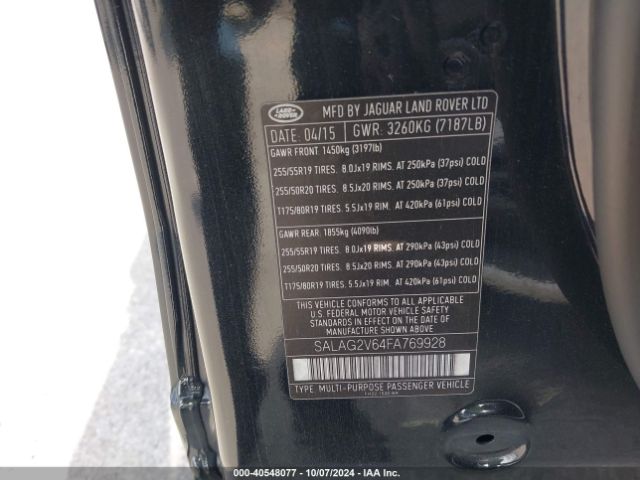 LAND ROVER
MFD BY JAGUAR LAND ROVER LTD
DATE: 04/15 GWR. 3260KG (7187LB)
GAWR FRONT: 1450kg (3197lb)
255/55R19 TIRES. 8.0Jx19 RIMS. AT 250kPa (37psi) COLD
255/50R20 TIRES. 8.5Jx20 RIMS. AT 250kPa (37psi) COLD
T175/80R19 TIRES. 5.5Jx19 RIM. AT 420kPa (61psi) COLD
GAWR REAR: 1855kg (4090lb)
255/55R19 TIRES. 8.0Jx19 RIMS. AT 290kPa (43psi) COLD
255/50R20 TIRES. 8.5Jx20 RIMS. AT 290kPa (43psi) COLD
T175/80R19 TIRES. 5.5Jx19 RIM. AT 420kPa (61psi) COLD
THIS VEHICLE CONFORMS TO ALL APPLICABLE
U.S. FEDERAL MOTOR VEHICLE SAFETY
STANDARDS IN EFFECT ON THE DATE OF
MANUFACTURE SHOWN ABOVE
SALAG2V64FA769928
TYPE: MULTI-PURPOSE PASSENGER VEHICLE
000-40548077 - 10/07/2024 - IAA Inc.